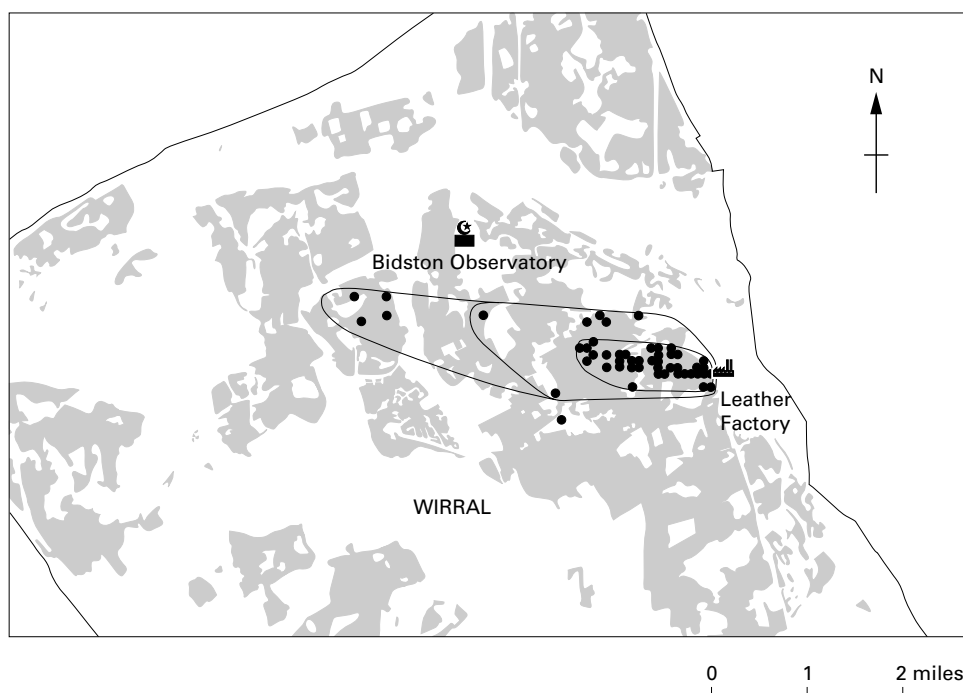 N
Bidston Observatory
Leather
Factory
WIRRAL
0 1 2 miles